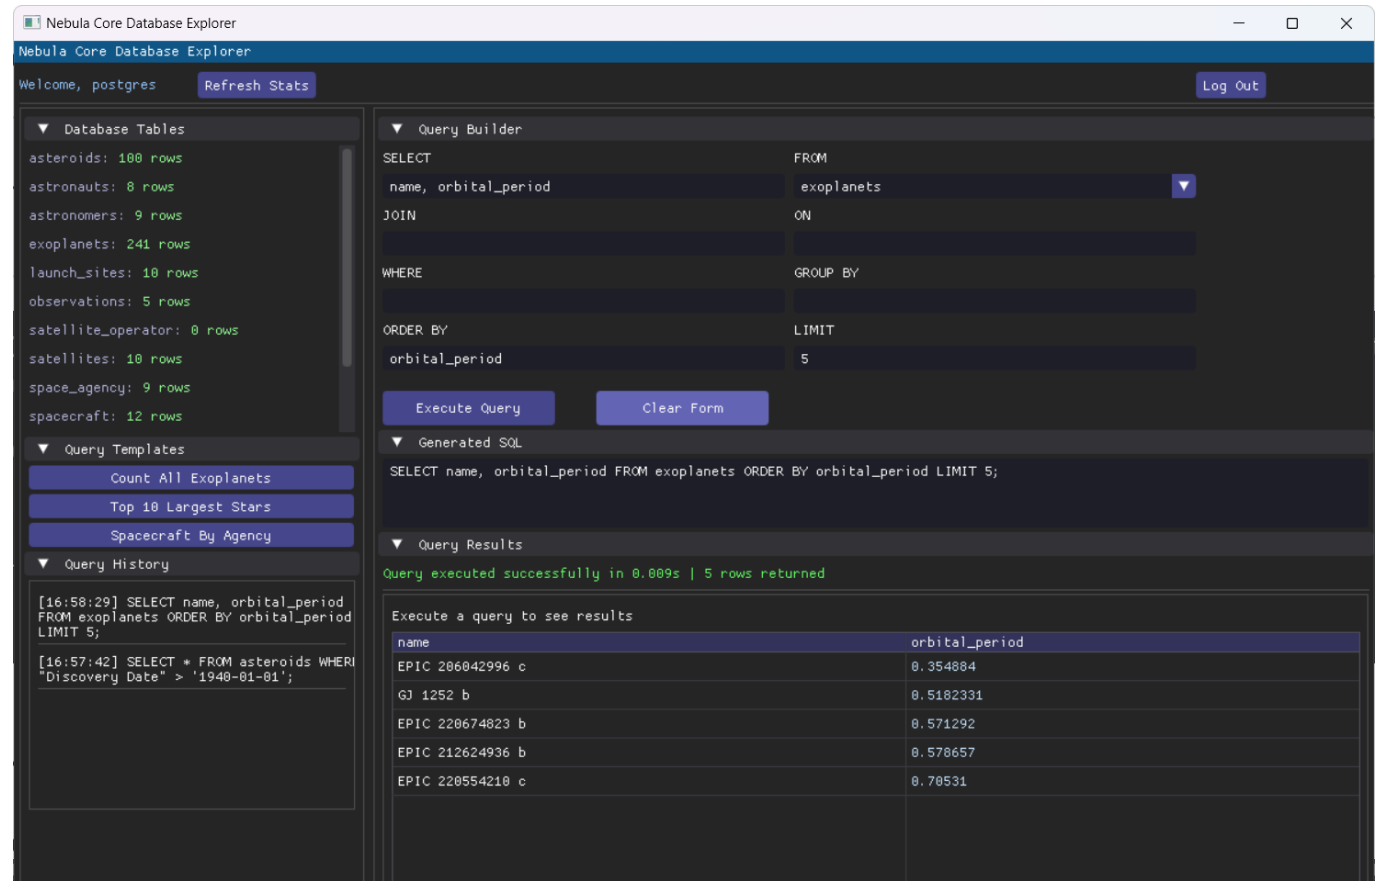 Nebula Core Database Explorer
Nebula Core Database Explorer
Welcome, postgres
Refresh Stats
Log Out
Database Tables
asteroids: 100 rows
astronauts: 8 rows
astronomers: 9 rows
exoplanets: 241 rows
launch_sites: 10 rows
observations: 5 rows
satellite_operator: 0 rows
satellites: 10 rows
space_agency: 9 rows
spacecraft: 12 rows
Query Templates
Count All Exoplanets
Top 10 Largest Stars
Spacecraft By Agency
Query History
[16:58:29] SELECT name, orbital_period
FROM exoplanets ORDER BY orbital_period
LIMIT 5;
[16:57:42] SELECT * FROM asteroids WHERE
"Discovery Date" > '1940-01-01';
Query Builder
SELECT
FROM
name, orbital_period
exoplanets
JOIN
ON
WHERE
GROUP BY
ORDER BY
LIMIT
orbital_period
5
Execute Query
Clear Form
Generated SQL
SELECT name, orbital_period FROM exoplanets ORDER BY orbital_period LIMIT 5;
Query Results
Query executed successfully in 0.009s | 5 rows returned
Execute a query to see results
name orbital_period
EPIC 206042996 c 0.354884
GJ 1252 b 0.5182331
EPIC 220674823 b 0.571292
EPIC 212624936 b 0.578657
EPIC 220554210 c 0.70531